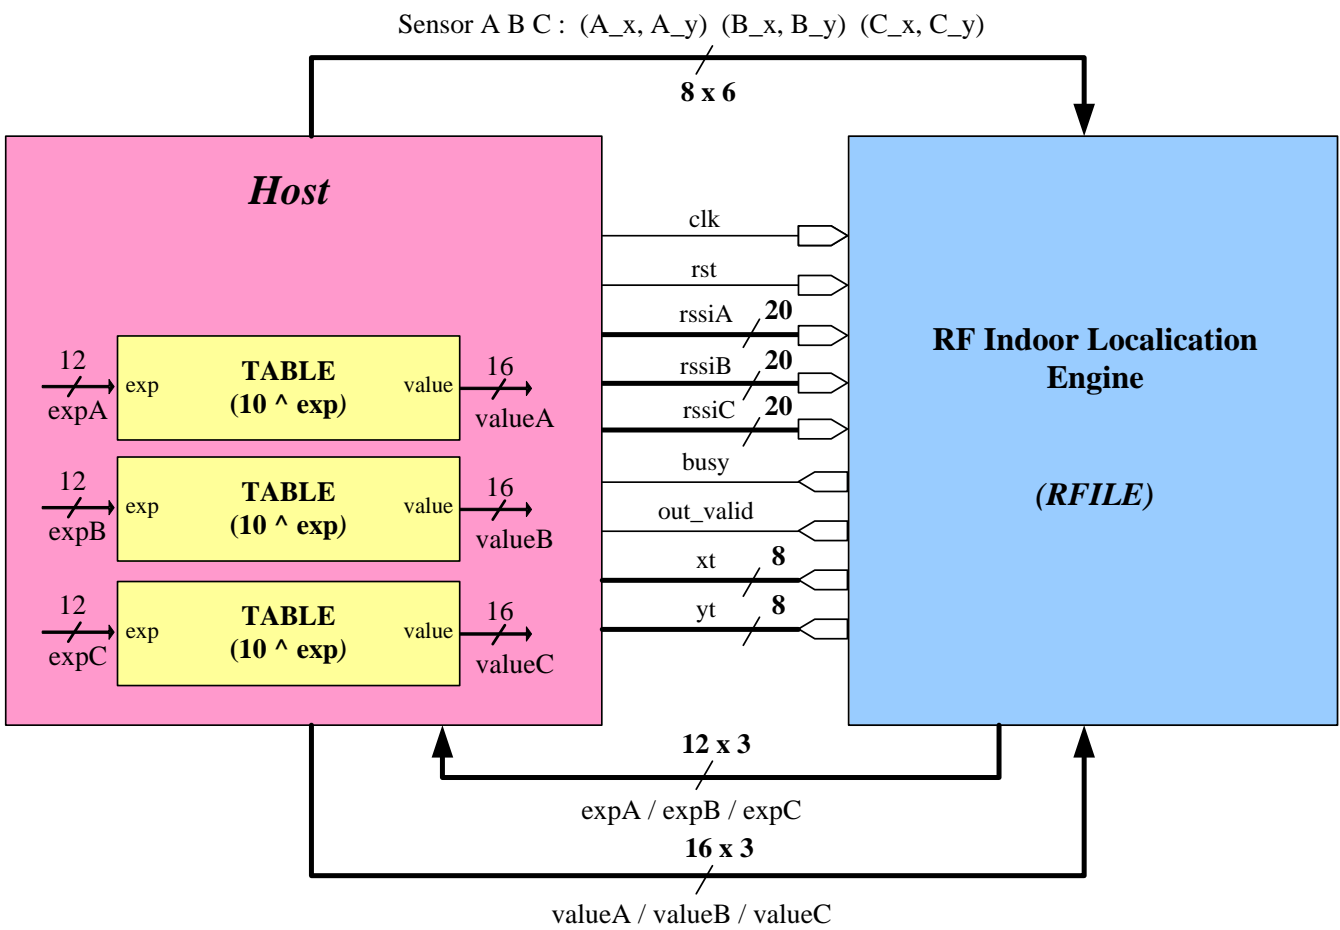 Sensor A B C : (A_x, A_y) (B_x, B_y) (C_x, C_y)
8 x 6
Host
clk
rst
rssiA
20
rssiB
20
rssiC
20
busy
out_valid
xt
8
yt
8
12
expA
exp
TABLE
(10 ^ exp)
value
16
valueA
12
expB
exp
TABLE
(10 ^ exp)
value
16
valueB
12
expC
exp
TABLE
(10 ^ exp)
value
16
valueC
RF Indoor Localication
Engine
(RFILE)
12 x 3
expA / expB / expC
16 x 3
valueA / valueB / valueC